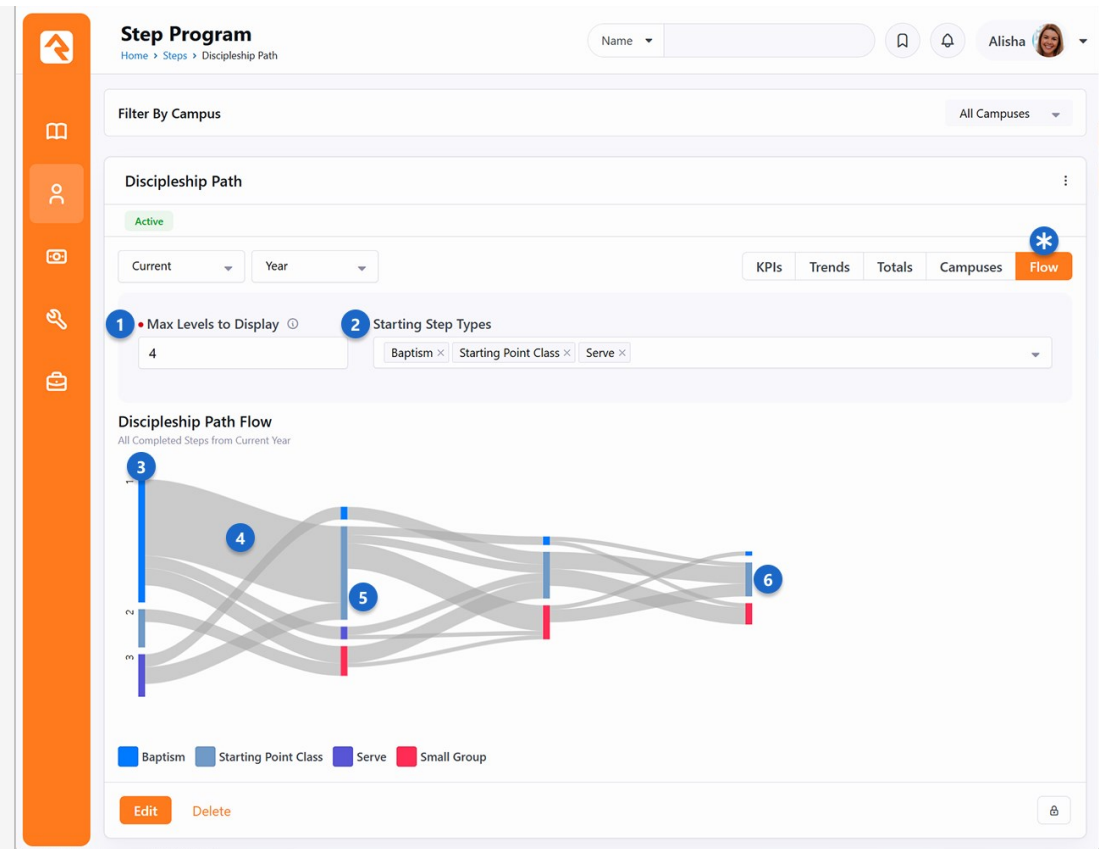 Step Program
Home › Steps › Discipleship Path
Name
Alisha
Filter By Campus
All Campuses
Discipleship Path
Active
Current
Year
KPIs
Trends
Totals
Campuses
Flow
1
Max Levels to Display
4
2
Starting Step Types
Baptism ×
Starting Point Class ×
Serve ×
Discipleship Path Flow
All Completed Steps from Current Year
3
1
4
5
6
2
3
Baptism
Starting Point Class
Serve
Small Group
Edit
Delete